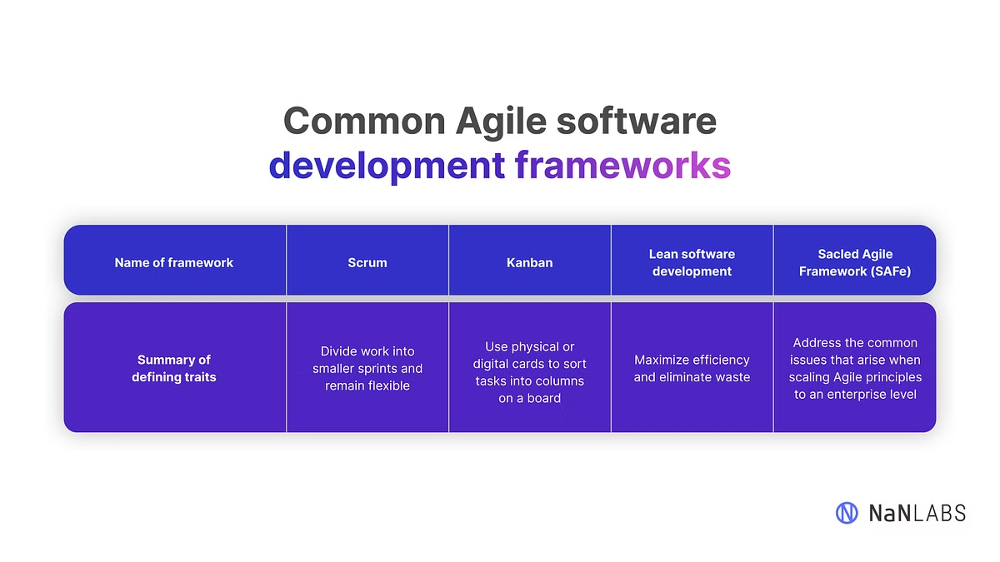 Common Agile software
development frameworks
Name of framework
Scrum
Kanban
Lean software
development
Sacled Agile
Framework (SAFe)
Summary of
defining traits
Divide work into
smaller sprints and
remain flexible
Use physical or
digital cards to sort
tasks into columns
on a board
Maximize efficiency
and eliminate waste
Address the common
issues that arise when
scaling Agile principles
to an enterprise level
NaNLABS